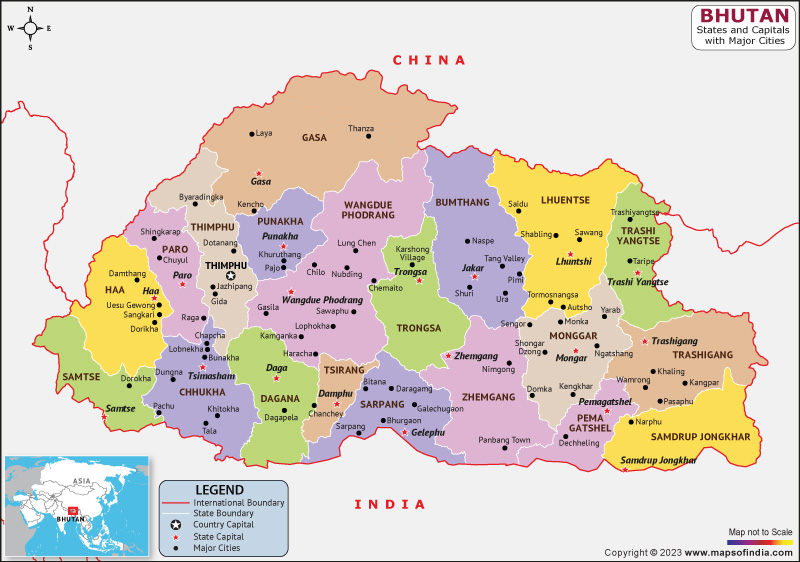 N
W
E
S
BHUTAN
States and Capitals
with Major Cities
CHINA
Laya
Thanza
GASA
Gasa
Byaradingka
Kencho
THIMPHU
PUNAKHA
Punakha
WANGDUE
PHODRANG
BUMTHANG
LHUENTSE
Saidu
Shabling
Sawang
Lhuntshi
Trashiyangtse
TRASHI
YANGTSE
Taripe
Trashi Yangtse
Shingkarap
PARO
Chuyul
Paro
Dotanang
THIMPHU
Khuruthang
Pajo
Chilo
Lung Chen
Nubding
Karshong
Village
Trongsa
Chemalto
Naspe
Tang Valley
Jakar
Pimi
Shuri
Ura
Damthang
HAA
Haa
Uesu Gewong
Sangkari
Dorikha
Jazhipang
Gida
Wangdue Phodrang
Gasila
Sawaphu
Lophokha
Kamganka
Haracha
Tormosnangsa
Autsho
Sengor
Monka
Yarab
MONGGAR
Shongar
Dzong
Mongar
Ngatshang
Trashigang
TRASHIGANG
Raga
Chapcha
Lobnekha
Bunakha
Tsimasham
TRONGSA
Zhemgang
Nimgong
Khaling
Wamrong
Kangpar
Pasaphu
SAMTSE
Dorokha
Samtse
Dungna
CHHUKHA
Pachu
Khitokha
Tala
Daga
DAGANA
Dagapela
TSIRANG
Damphu
Chanchey
Bitana
Daragamg
SARPANG
Galechugaon
Bhurgaon
Sarpang
Gelephu
ZHEMGANG
Panbang Town
Domka
Kengkhar
Pemagatshel
PEMA
GATSHEL
Dechheling
Narphu
SAMDRUP JONGKHAR
Samdrup Jongkhar
INDIA
ASIA
BHUTAN
LEGEND
International Boundary
State Boundary
Country Capital
State Capital
Major Cities
Map not to Scale
Copyright © 2023 www.mapsofindia.com